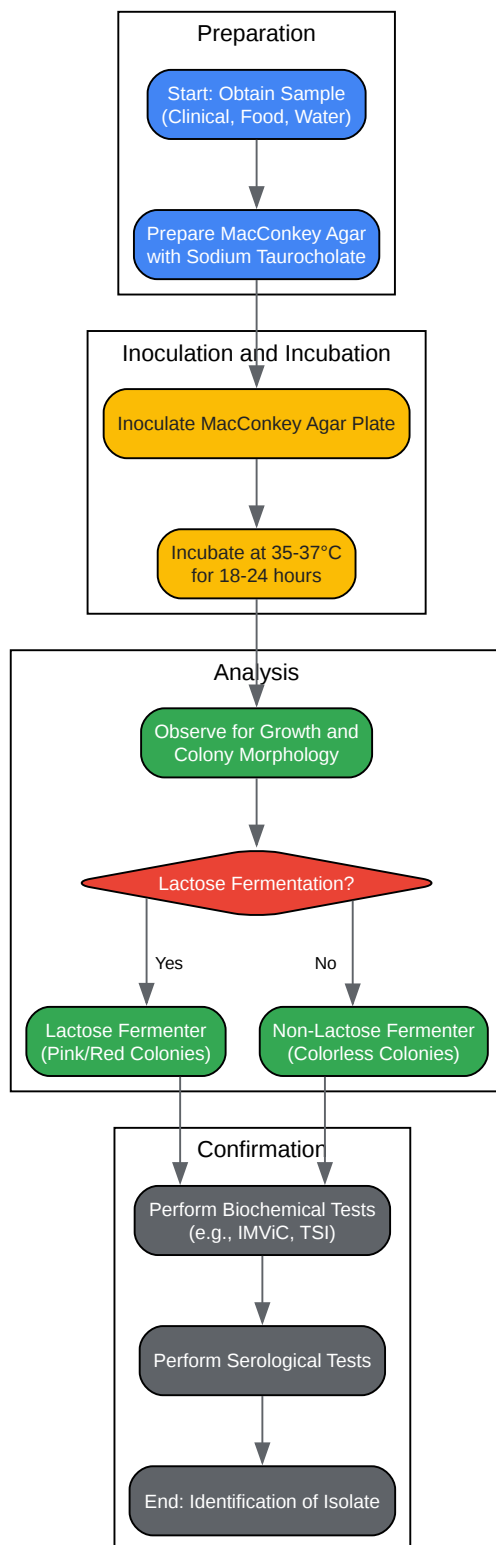 Preparation
Start: Obtain Sample
(Clinical, Food, Water)
Prepare MacConkey Agar
with Sodium Taurocholate
Inoculation and Incubation
Inoculate MacConkey Agar Plate
Incubate at 35-37°C
for 18-24 hours
Analysis
Observe for Growth and
Colony Morphology
Lactose Fermentation?
Yes
No
Lactose Fermenter
(Pink/Red Colonies)
Non-Lactose Fermenter
(Colorless Colonies)
Confirmation
Perform Biochemical Tests
(e.g., IMViC, TSI)
Perform Serological Tests
End: Identification of Isolate